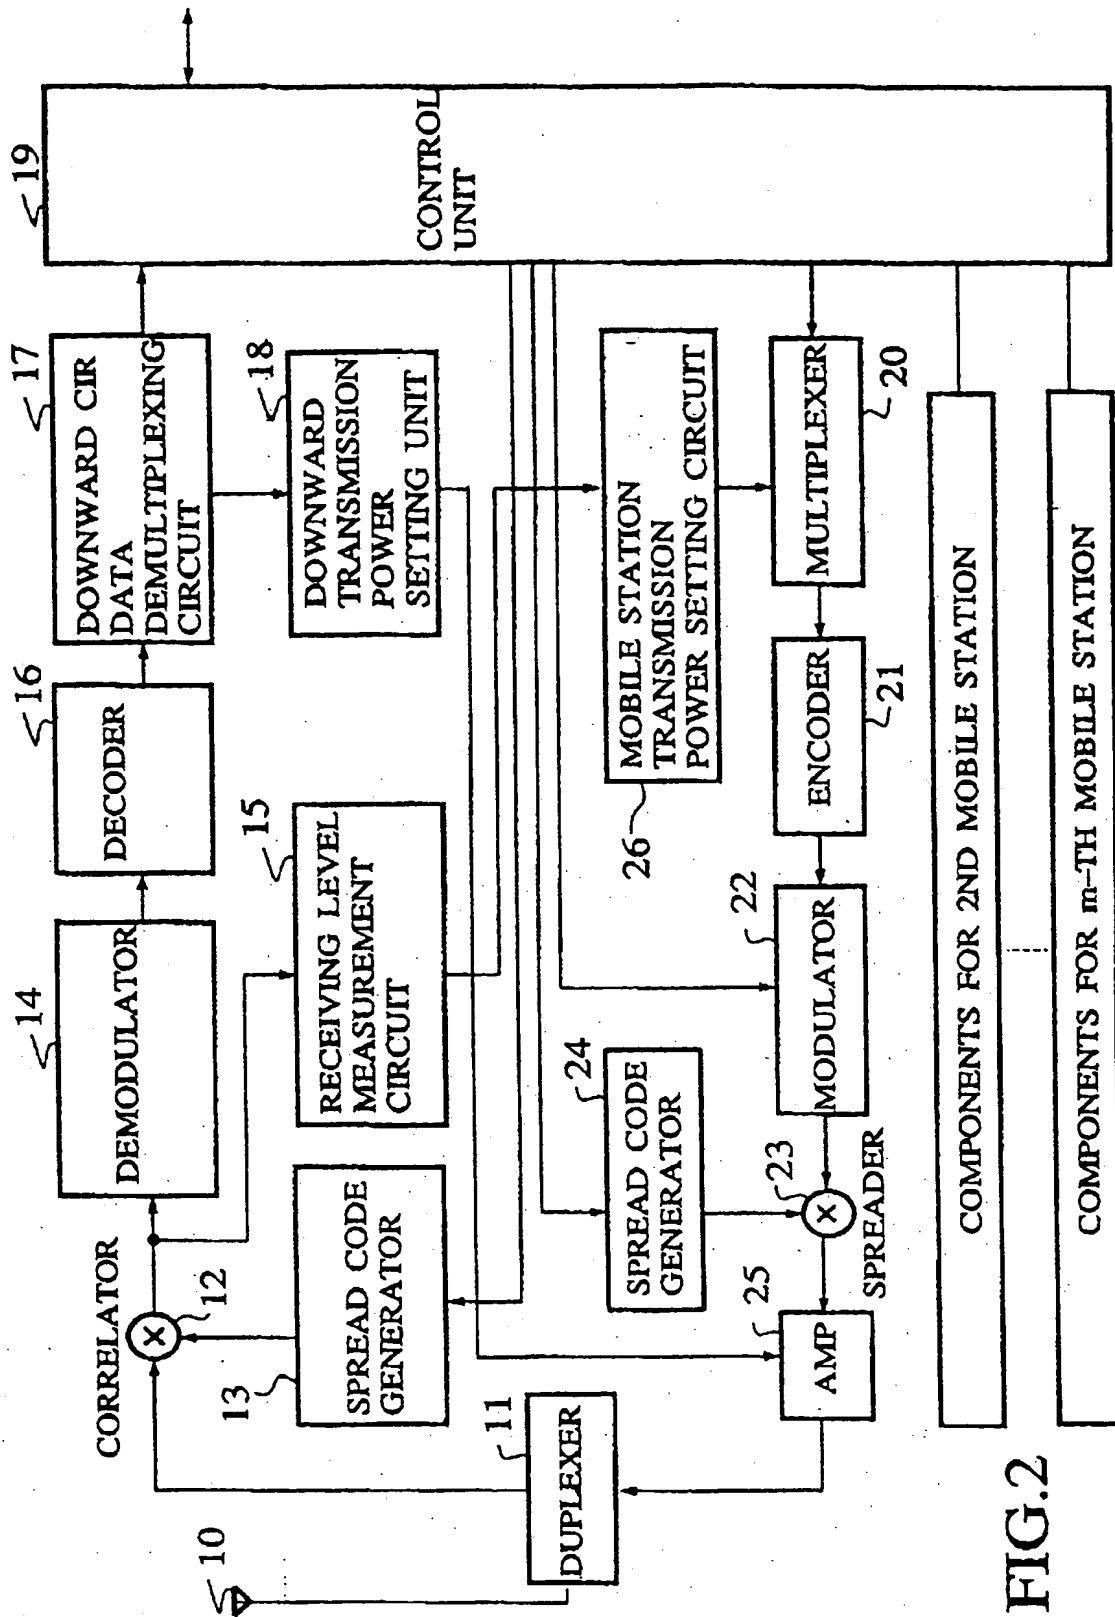 10
DUPLEXER
11
CORRELATOR
12
SPREAD CODE
GENERATOR
13
DEMODULATOR
14
RECEIVING LEVEL
MEASUREMENT
CIRCUIT
15
DECODER
16
DOWNWARD CIR
DATA
DEMULTIPLEXING
CIRCUIT
17
DOWNWARD
TRANSMISSION
POWER
SETTING UNIT
18
CONTROL
UNIT
19
MOBILE STATION
TRANSMISSION
POWER SETTING CIRCUIT
26
MULTIPLEXER
20
ENCODER
21
MODULATOR
22
SPREAD CODE
GENERATOR
24
23
SPREADER
AMP
25
COMPONENTS FOR 2ND MOBILE STATION
COMPONENTS FOR m-TH MOBILE STATION
FIG.2